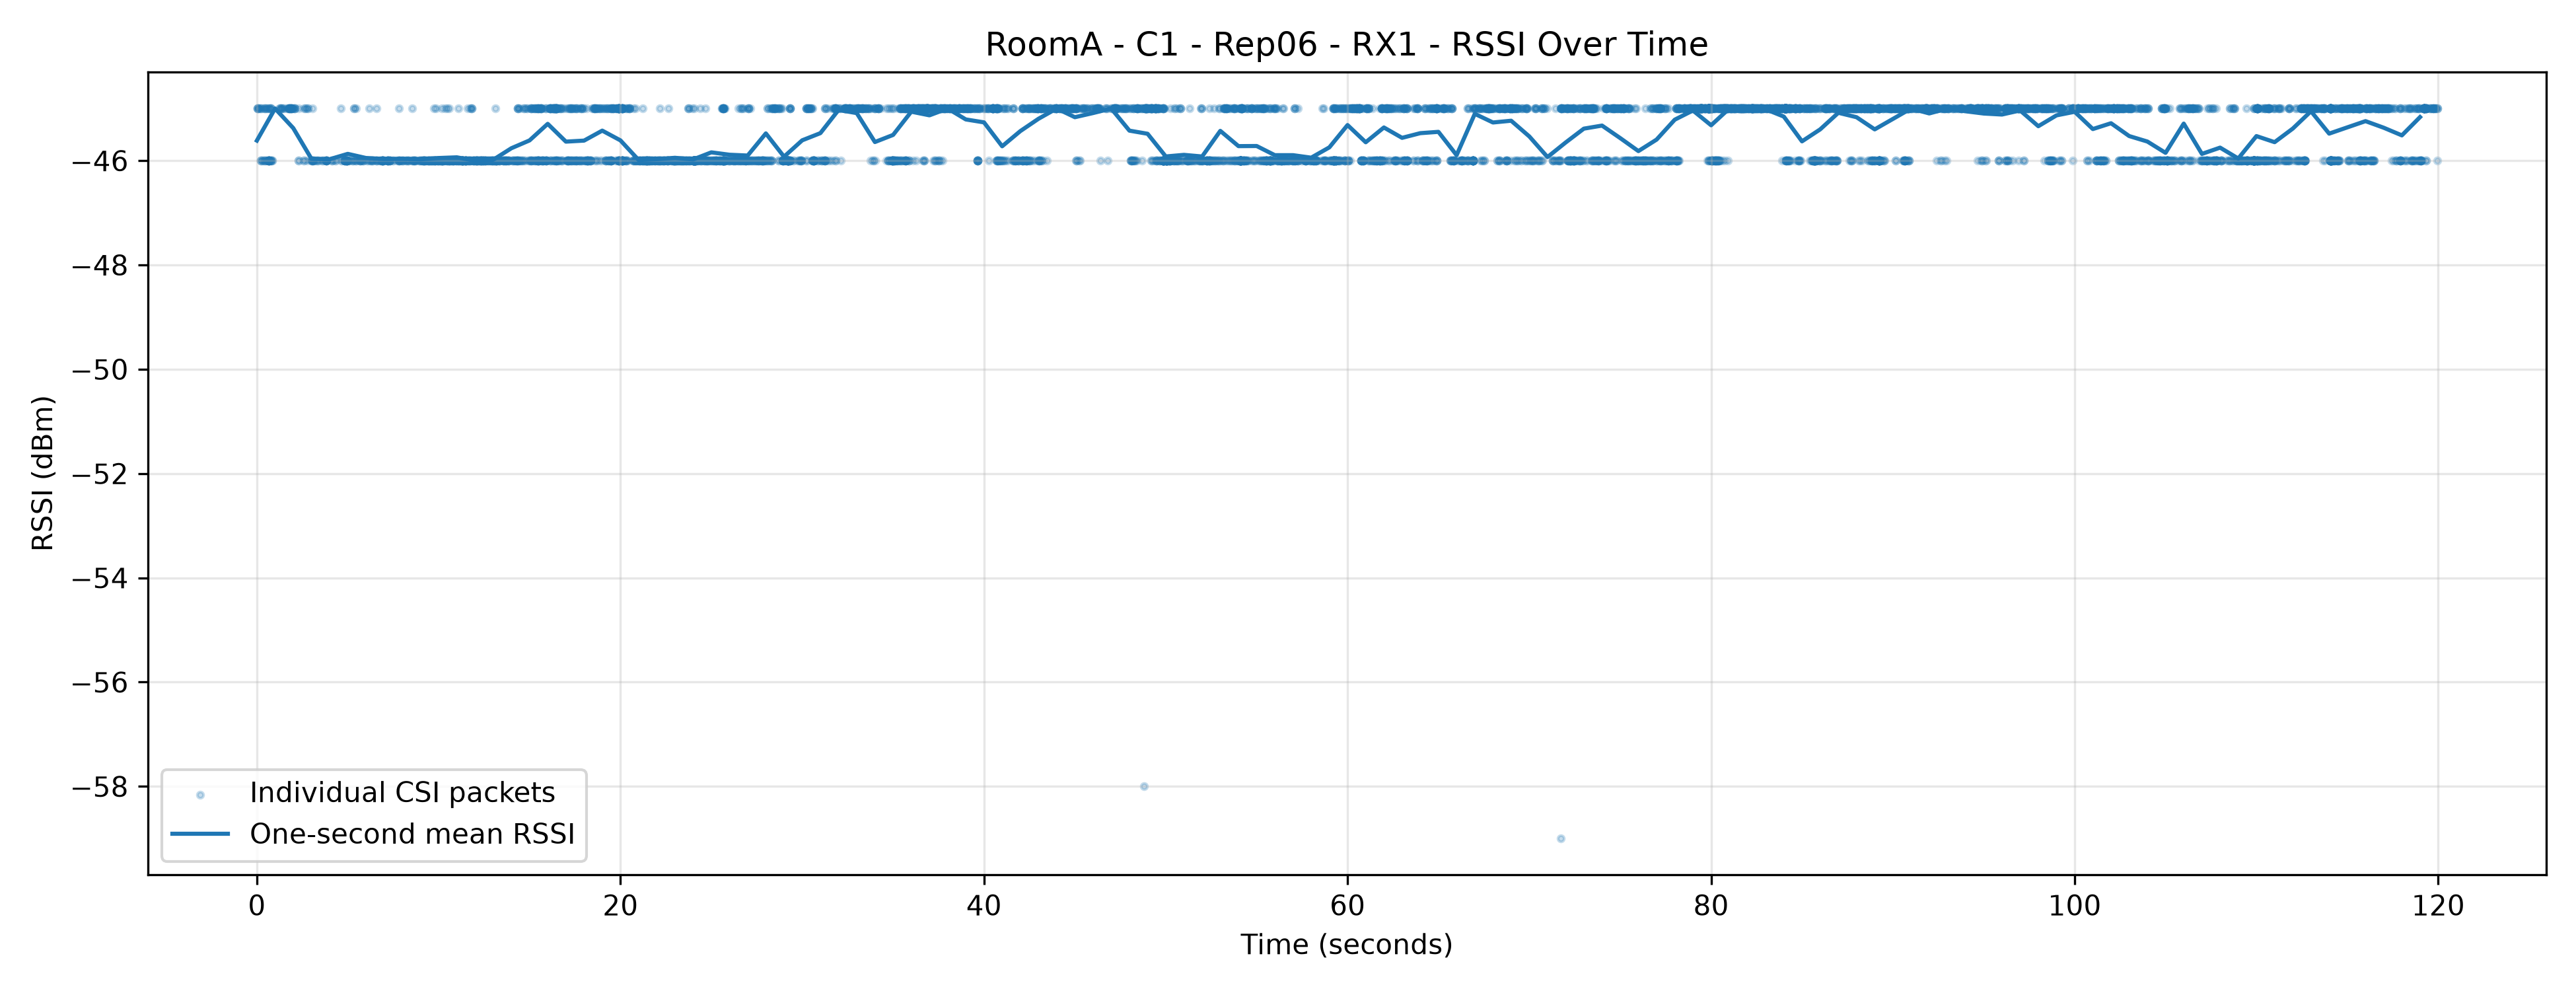 RoomA - C1 - Rep06 - RX1 - RSSI Over Time
RSSI (dBm)
−46
−48
−50
−52
−54
−56
−58
Individual CSI packets
One-second mean RSSI
0 20 40 60 80 100 120
Time (seconds)